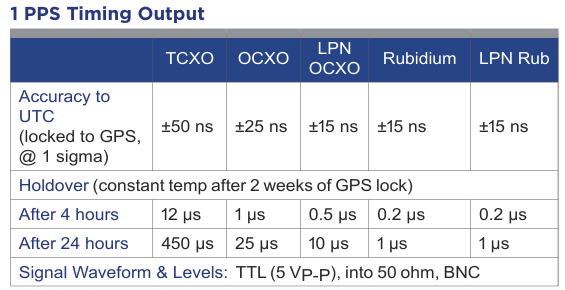 1 PPS Timing Output
TCXO OCXO LPN OCXO Rubidium LPN Rub
Accuracy to
UTC
(locked to GPS,
@ 1 sigma) ±50 ns ±25 ns ±15 ns ±15 ns ±15 ns
Holdover (constant temp after 2 weeks of GPS lock)
After 4 hours 12 µs 1 µs 0.5 µs 0.2 µs 0.2 µs
After 24 hours 450 µs 25 µs 10 µs 1 µs 1 µs
Signal Waveform & Levels: TTL (5 VP-P), into 50 ohm, BNC